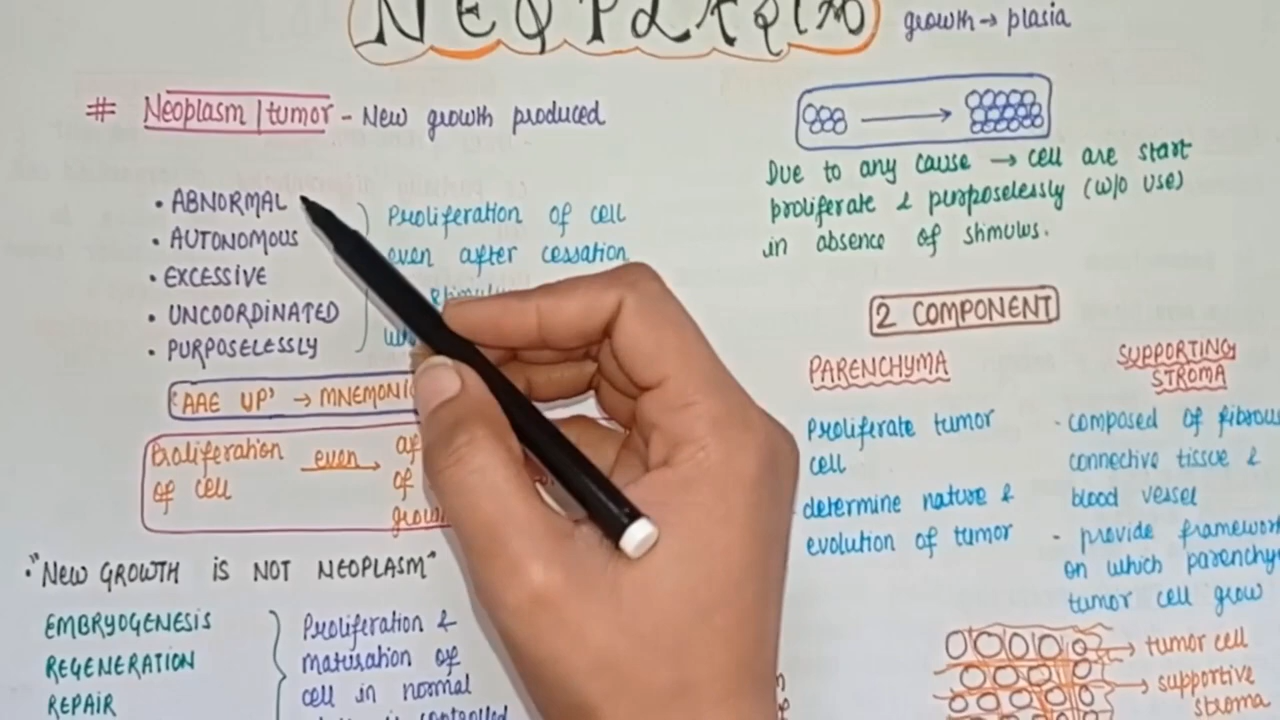 NEOPLASIA
growth → plasia
# Neoplasm / tumor - New growth produced
• ABNORMAL
• AUTONOMOUS
• EXCESSIVE
• UNCOORDINATED
• PURPOSELESSLY
Proliferation of cell
even after cessation
'AAE UP' → MNEMONIC
Proliferation even →
of cell
of
"NEW GROWTH IS NOT NEOPLASM"
EMBRYOGENESIS
REGENERATION
REPAIR
Proliferation &
maturation of
cell in normal
controlled
Due to any cause → cell are start
proliferate & purposelessly (w/o use)
in absence of shmulus.
2 COMPONENT
PARENCHYMA
Proliferate tumor
cell
determine nature &
evolution of tumor
SUPPORTING
STROMA
- composed of fibrous
connective tissue &
blood vessel
- provide framework
on which parenchy
tumor cell grow
→ tumor cell
→ supportive
stroma